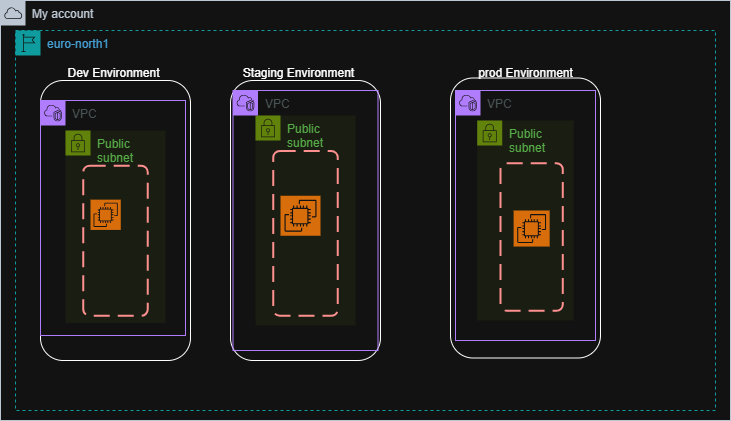 My account
euro-north1
Dev Environment
Staging Environment
prod Environment
VPC
VPC
VPC
Public
subnet
Public
subnet
Public
subnet